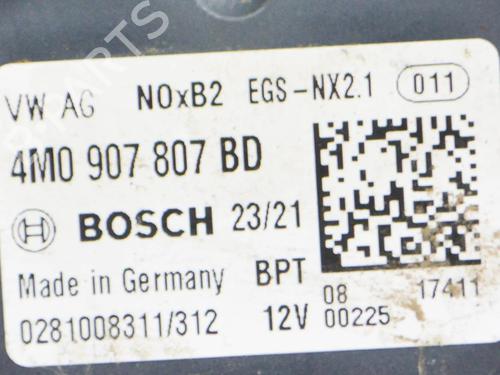 VW AG NOxB2 EGS-NX2.1 011
4M0 907 807 BD
BOSCH 23/21
Made in Germany BPT 08 17411
0281008311/312 12V 00225